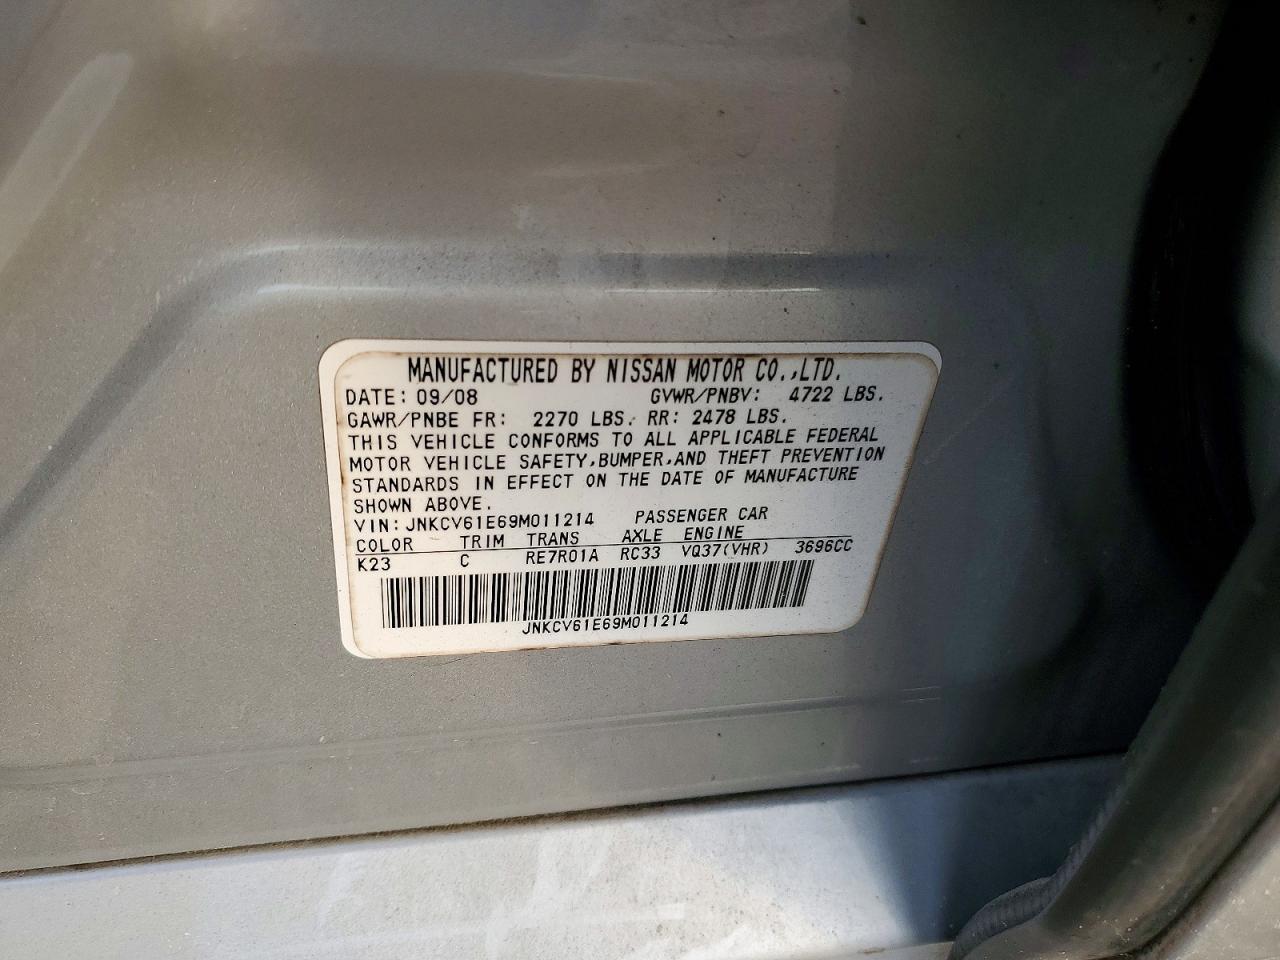 MANUFACTURED BY NISSAN MOTOR CO.,LTD.
DATE: 09/08 GVWR/PNBV: 4722 LBS.
GAWR/PNBE FR: 2270 LBS. RR: 2478 LBS.
THIS VEHICLE CONFORMS TO ALL APPLICABLE FEDERAL
MOTOR VEHICLE SAFETY,BUMPER,AND THEFT PREVENTION
STANDARDS IN EFFECT ON THE DATE OF MANUFACTURE
SHOWN ABOVE.
VIN: JNKCV61E69M011214 PASSENGER CAR
COLOR TRIM TRANS AXLE ENGINE
K23 C RE7R01A RC33 VQ37(VHR) 3696CC
JNKCV61E69M011214